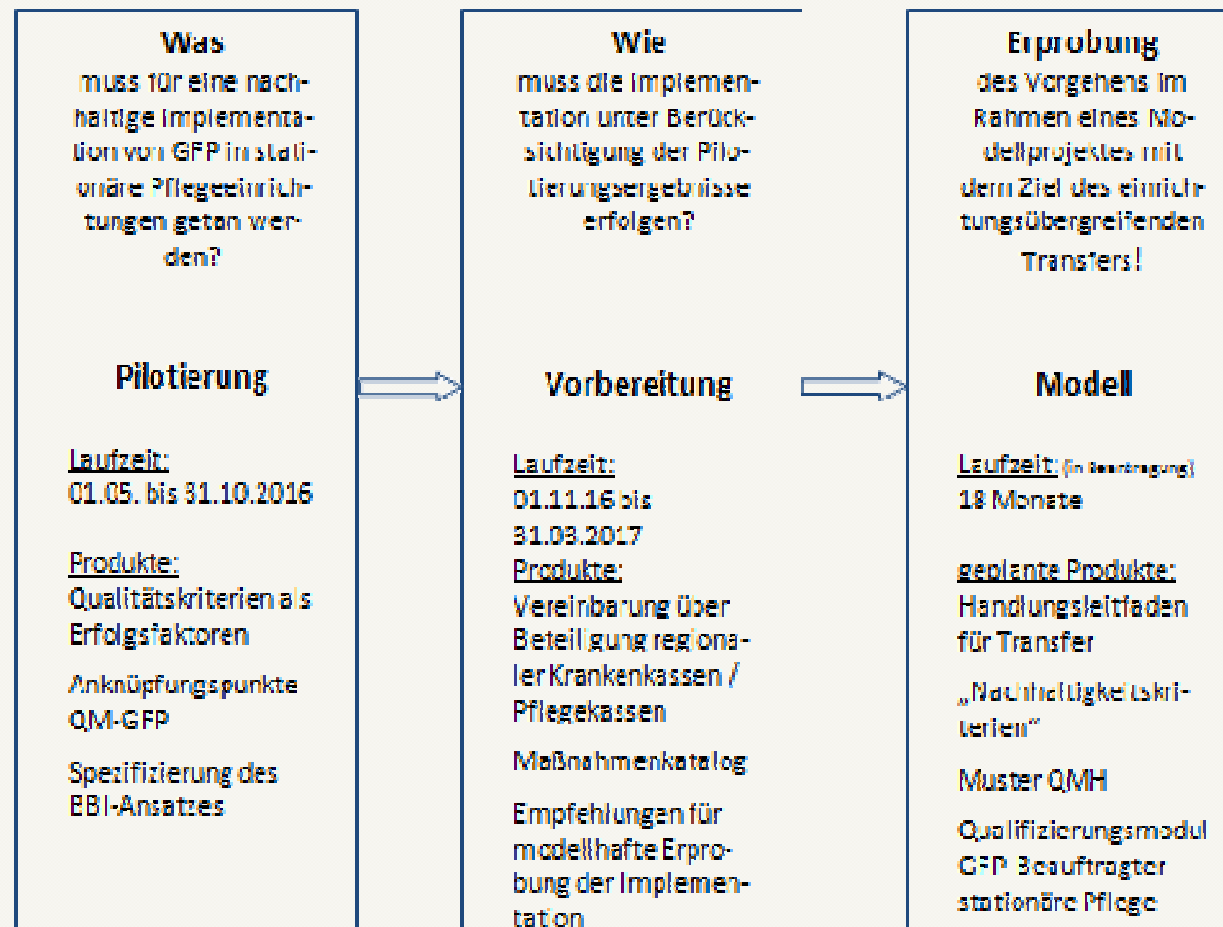 Was
muss für eine nach-
haltige Implementa-
tion von GFP in stati-
onäre Pflegeeinrich-
tungen getan wer-
den?
Pilotierung
Laufzeit:
01.05. bis 31.10.2016
Produkte:
Qualitätskriterien als
Erfolgsfaktoren
Anknüpfungspunkte
QM-GFP
Spezifizierung des
BBI-Ansatzes
Wie
muss die Implemen-
tation unter Berück-
sichtigung der Pilo-
tierungsergebnisse
erfolgen?
Vorbereitung
Laufzeit:
01.11.16 bis
31.03.2017
Produkte:
Vereinbarung über
Beteiligung regiona-
ler Krankenkassen /
Pflegekassen
Maßnahmenkatalog
Empfehlungen für
modellhafte Erpro-
bung der Implemen-
tation
Erprobung
des Vorgehens im
Rahmen eines Mo-
dellprojektes mit
dem Ziel des einrich-
tungsübergreifenden
Transfers!
Modell
Laufzeit: (in Beantragung)
18 Monate
geplante Produkte:
Handlungsleitfaden
für Transfer
„Nachhaltigkeitskri-
terien“
Muster QMH
Qualifizierungsmodul
GFP Beauftragter
stationäre Pflege